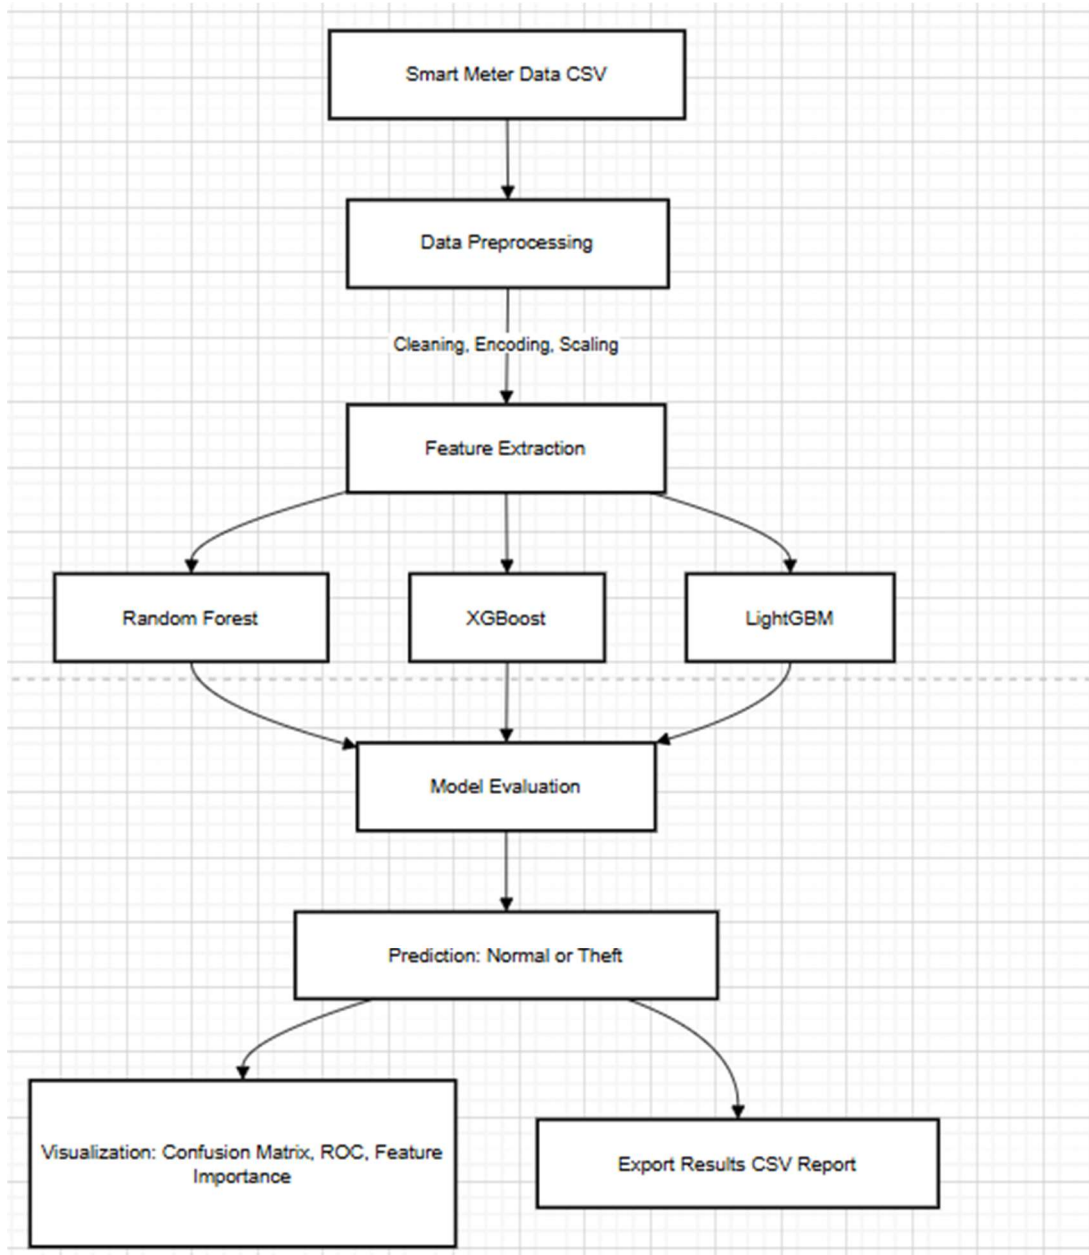 Smart Meter Data CSV
Data Preprocessing
Cleaning, Encoding, Scaling
Feature Extraction
Random Forest
XGBoost
LightGBM
Model Evaluation
Prediction: Normal or Theft
Visualization: Confusion Matrix, ROC, Feature
Importance
Export Results CSV Report